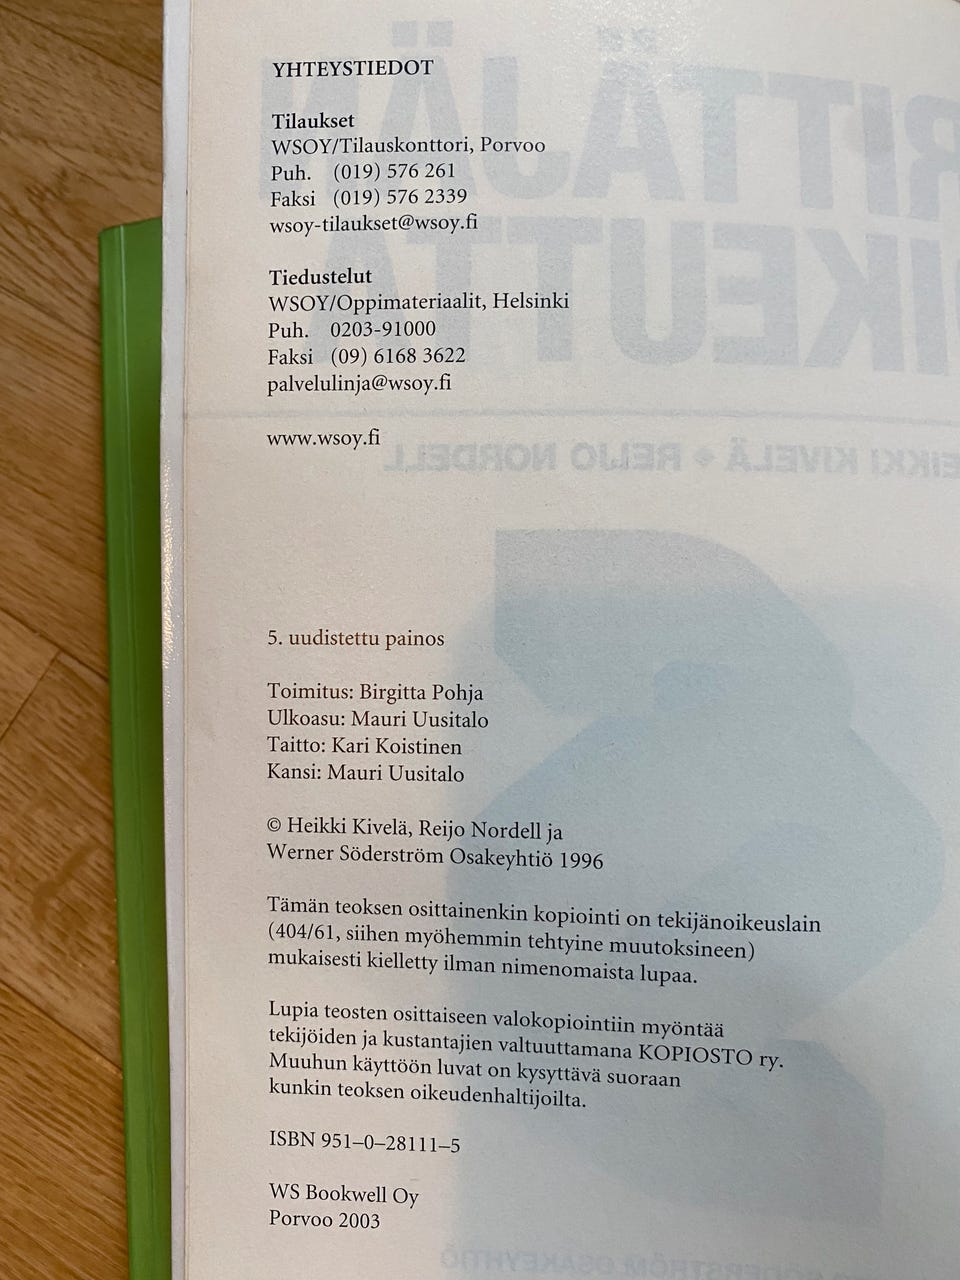 YHTEYSTIEDOT
Tilaukset
WSOY/Tilauskonttori, Porvoo
Puh. (019) 576 261
Faksi (019) 576 2339
wsoy-tilaukset@wsoy.fi
Tiedustelut
WSOY/Oppimateriaalit, Helsinki
Puh. 0203-91000
Faksi (09) 6168 3622
palvelulinja@wsoy.fi
www.wsoy.fi
5. uudistettu painos
Toimitus: Birgitta Pohja
Ulkoasu: Mauri Uusitalo
Taitto: Kari Koistinen
Kansi: Mauri Uusitalo
© Heikki Kivelä, Reijo Nordell ja
Werner Söderström Osakeyhtiö 1996
Tämän teoksen osittainenkin kopiointi on tekijänoikeuslain
(404/61, siihen myöhemmin tehtyine muutoksineen)
mukaisesti kielletty ilman nimenomaista lupaa.
Lupia teosten osittaiseen valokopiointiin myöntää
tekijöiden ja kustantajien valtuuttamana KOPIOSTO ry.
Muuhun käyttöön luvat on kysyttävä suoraan
kunkin teoksen oikeudenhaltijoilta.
ISBN 951–0–28111–5
WS Bookwell Oy
Porvoo 2003